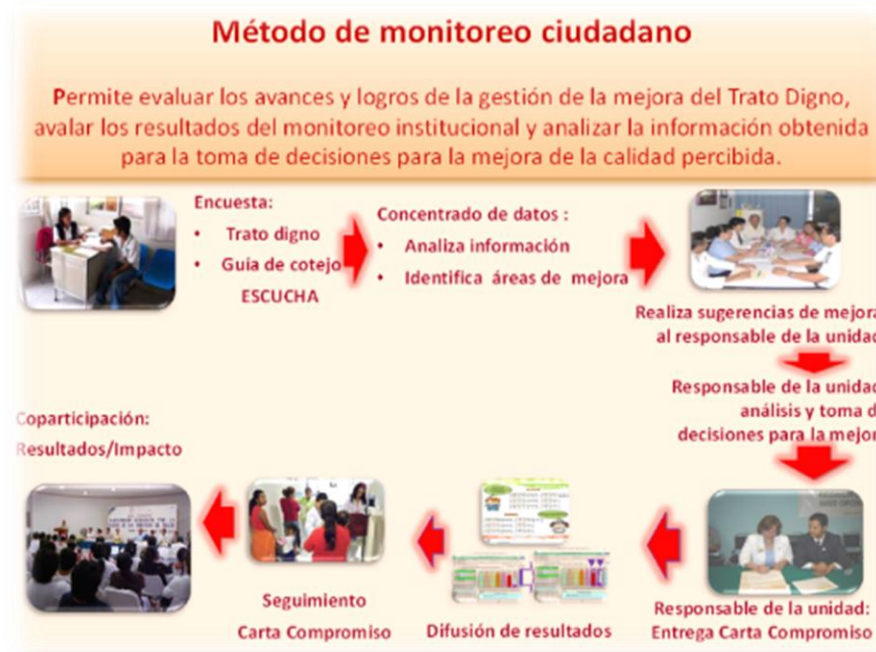 Método de monitoreo ciudadano
Permite evaluar los avances y logros de la gestión de la mejora del Trato Digno,
avalar los resultados del monitoreo institucional y analizar la información obtenida
para la toma de decisiones para la mejora de la calidad percibida.
Encuesta:
• Trato digno
• Guía de cotejo
ESCUCHA
Concentrado de datos :
• Analiza información
• Identifica áreas de mejora
Realiza sugerencias de mejora
al responsable de la unidad
Responsable de la unidad
análisis y toma d
decisiones para la mejor
Responsable de la unidad:
Entrega Carta Compromiso
Difusión de resultados
Seguimiento
Carta Compromiso
Coparticipación:
Resultados/Impacto